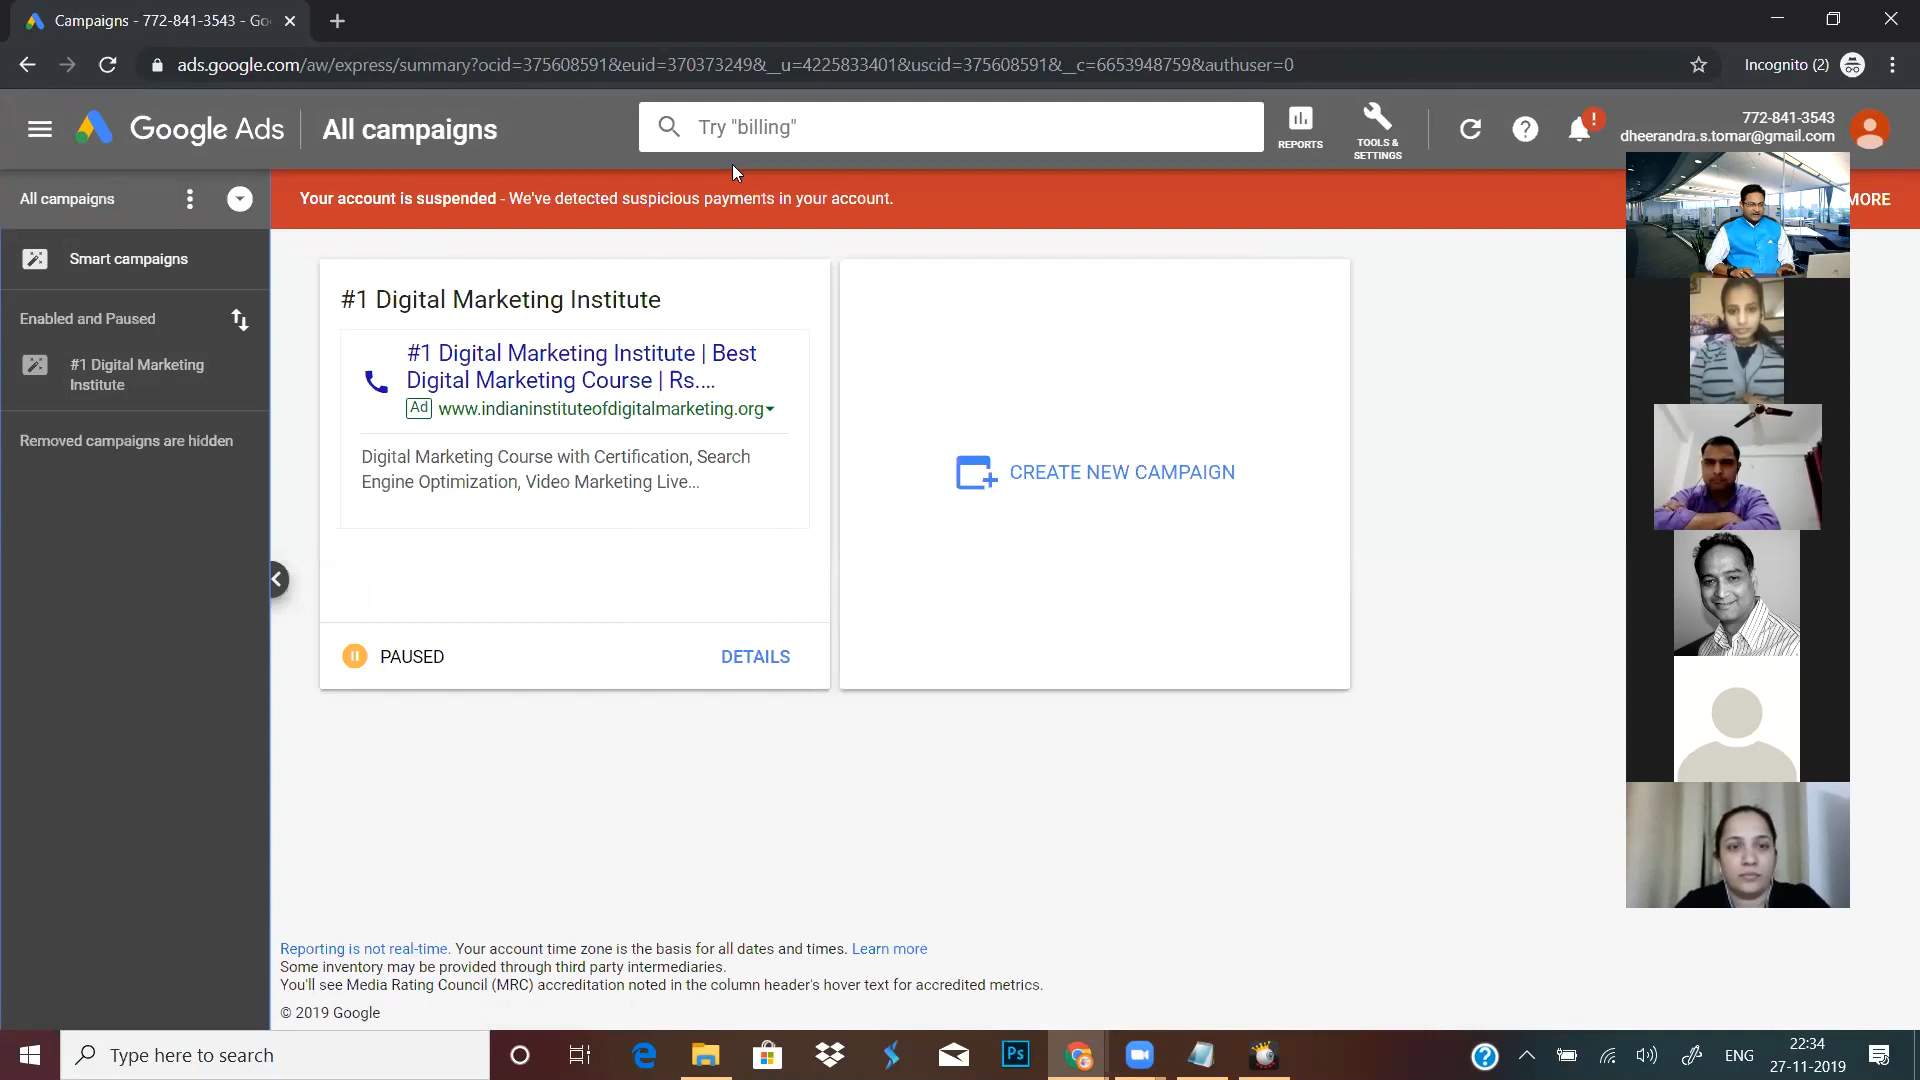 Campaigns - 772-841-3543 - Go
ads.google.com/aw/express/summary?ocid=375608591&euid=370373249&__u=4225833401&uscid=375608591&__c=6653948759&authuser=0
Incognito (2)
Google Ads
All campaigns
Try "billing"
REPORTS
TOOLS &
SETTINGS
!
772-841-3543
dheerandra.s.tomar@gmail.com
All campaigns
Your account is suspended - We've detected suspicious payments in your account.
MORE
Smart campaigns
Enabled and Paused
#1 Digital Marketing
Institute
Removed campaigns are hidden
#1 Digital Marketing Institute
#1 Digital Marketing Institute | Best
Digital Marketing Course | Rs....
Ad www.indianinstituteofdigitalmarketing.org
Digital Marketing Course with Certification, Search
Engine Optimization, Video Marketing Live...
PAUSED
DETAILS
CREATE NEW CAMPAIGN
Reporting is not real-time. Your account time zone is the basis for all dates and times. Learn more
Some inventory may be provided through third party intermediaries.
You'll see Media Rating Council (MRC) accreditation noted in the column header's hover text for accredited metrics.
© 2019 Google
Type here to search
Ps
ENG
22:34
27-11-2019